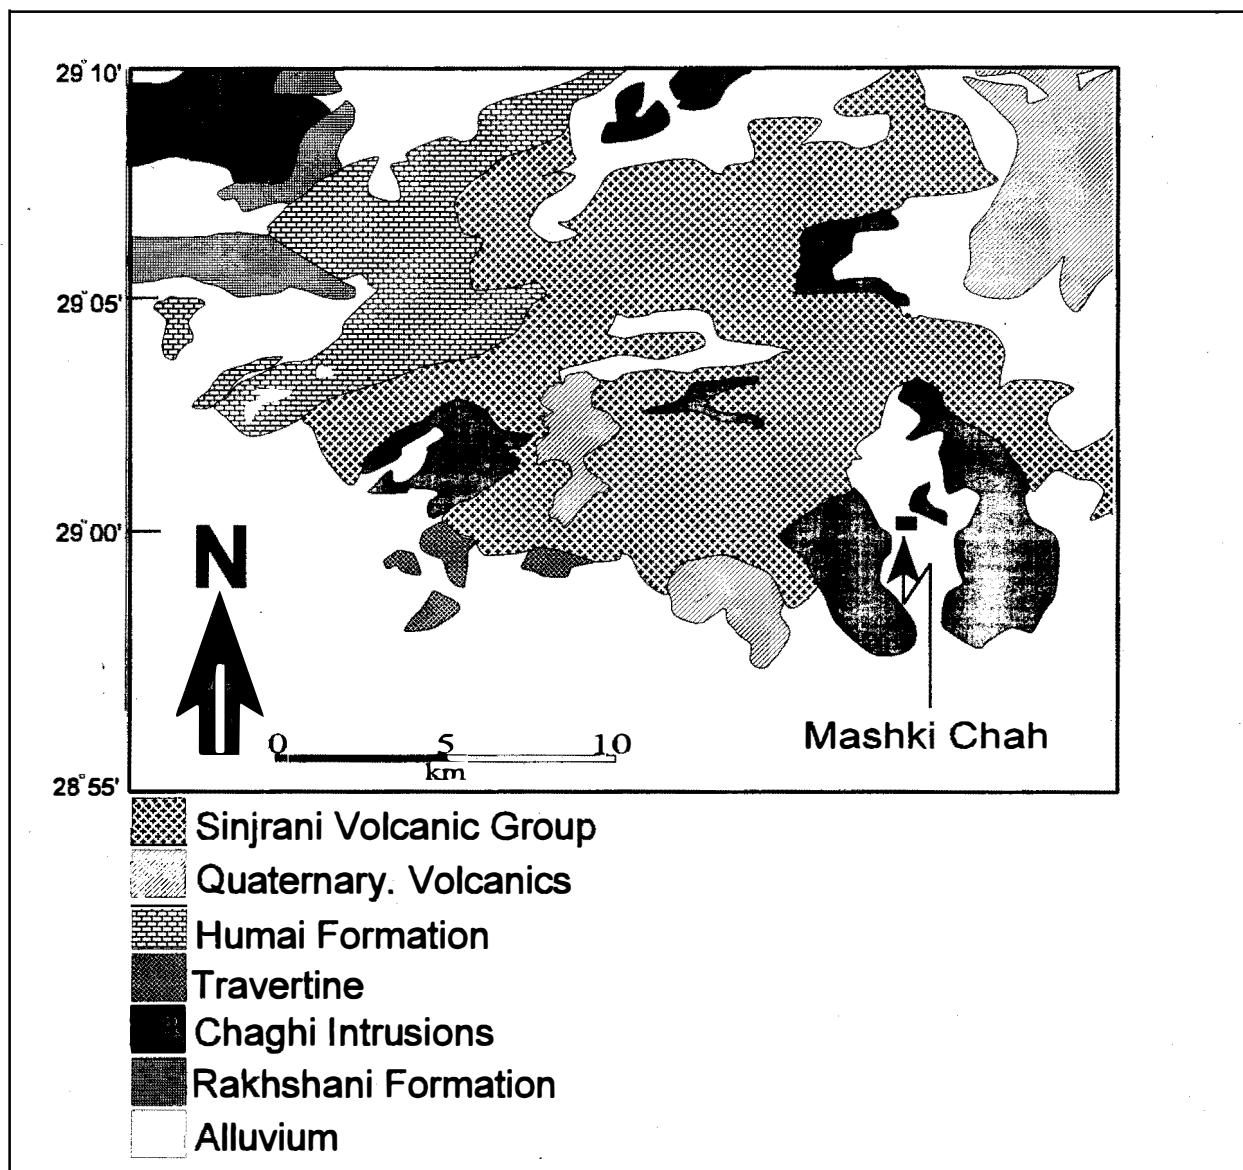 29° 10'
29° 05'
29° 00'
N
0 5 10
km
Mashki Chah
28° 55'
Sinjrani Volcanic Group
Quaternary. Volcanics
Humai Formation
Travertine
Chaghi Intrusions
Rakhshani Formation
Alluvium